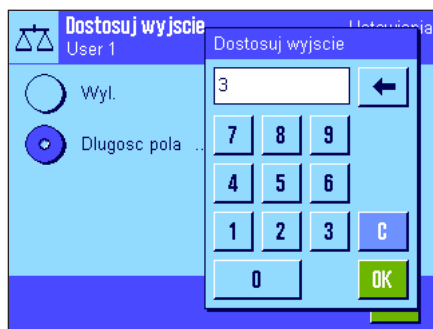 Dostosuj wyjscie
User 1
Ustawienia
Dostosuj wyjscie
Wyl.
3
Dlugosc pola ..
7 8 9
4 5 6
1 2 3 C
0 OK